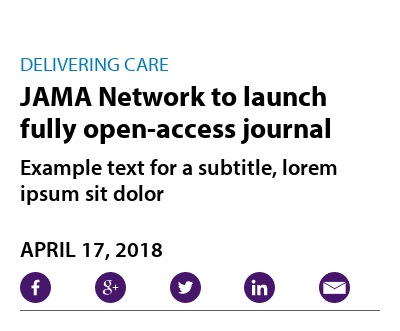 DELIVERING CARE
JAMA Network to launch
fully open-access journal
Example text for a subtitle, lorem
ipsum sit dolor
APRIL 17, 2018
f g+ in